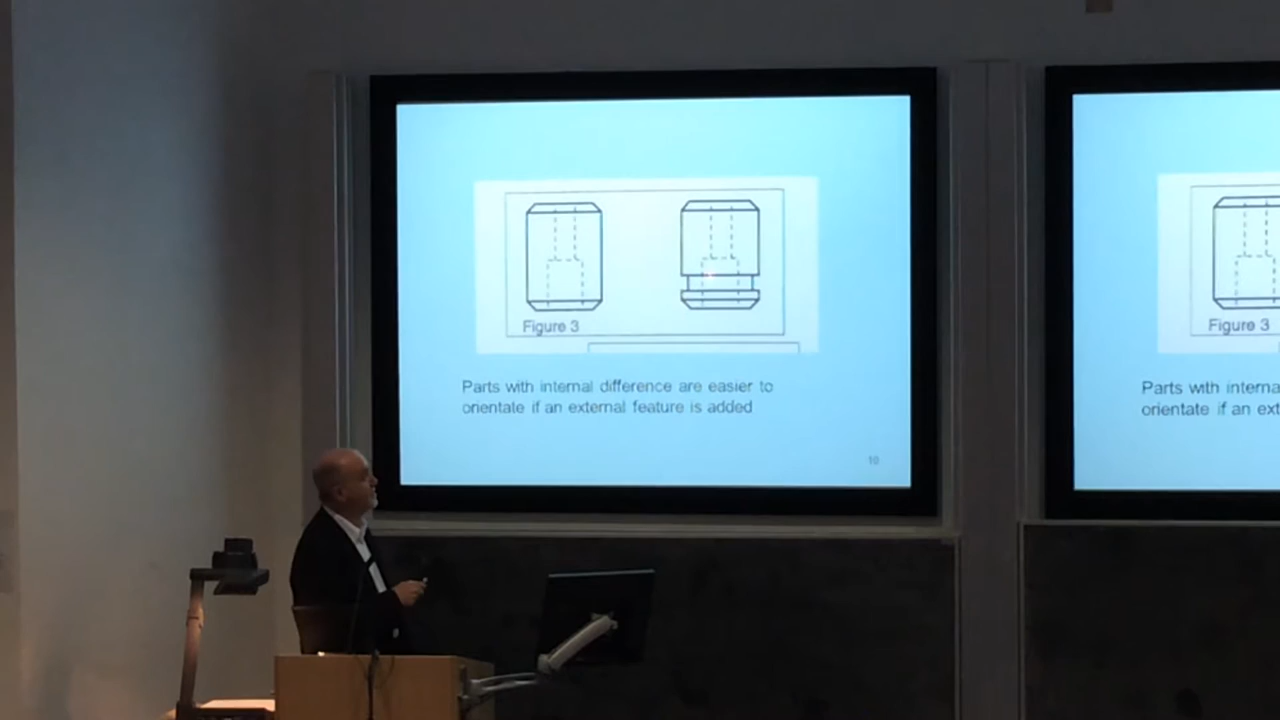 Figure 3
Parts with internal difference are easier to
orientate if an external feature is added
10
Figure 3
Parts with interna
orientate if an ext